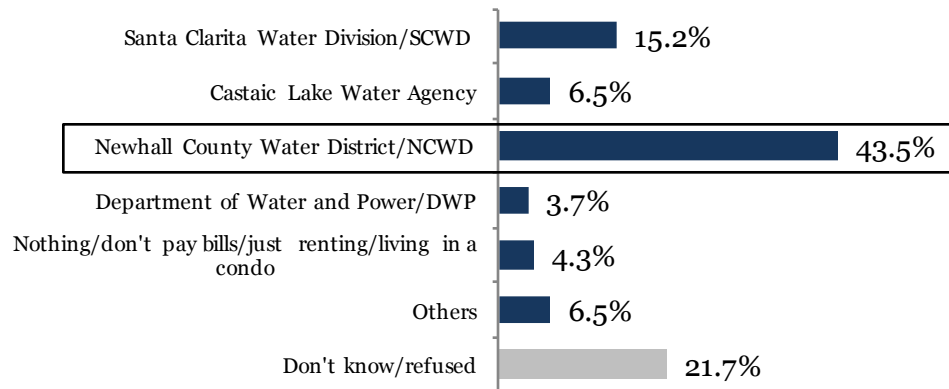 Santa Clarita Water Division/SCWD 15.2%
Castaic Lake Water Agency 6.5%
Newhall County Water District/NCWD 43.5%
Department of Water and Power/DWP 3.7%
Nothing/don't pay bills/just renting/living in a
condo 4.3%
Others 6.5%
Don't know/refused 21.7%